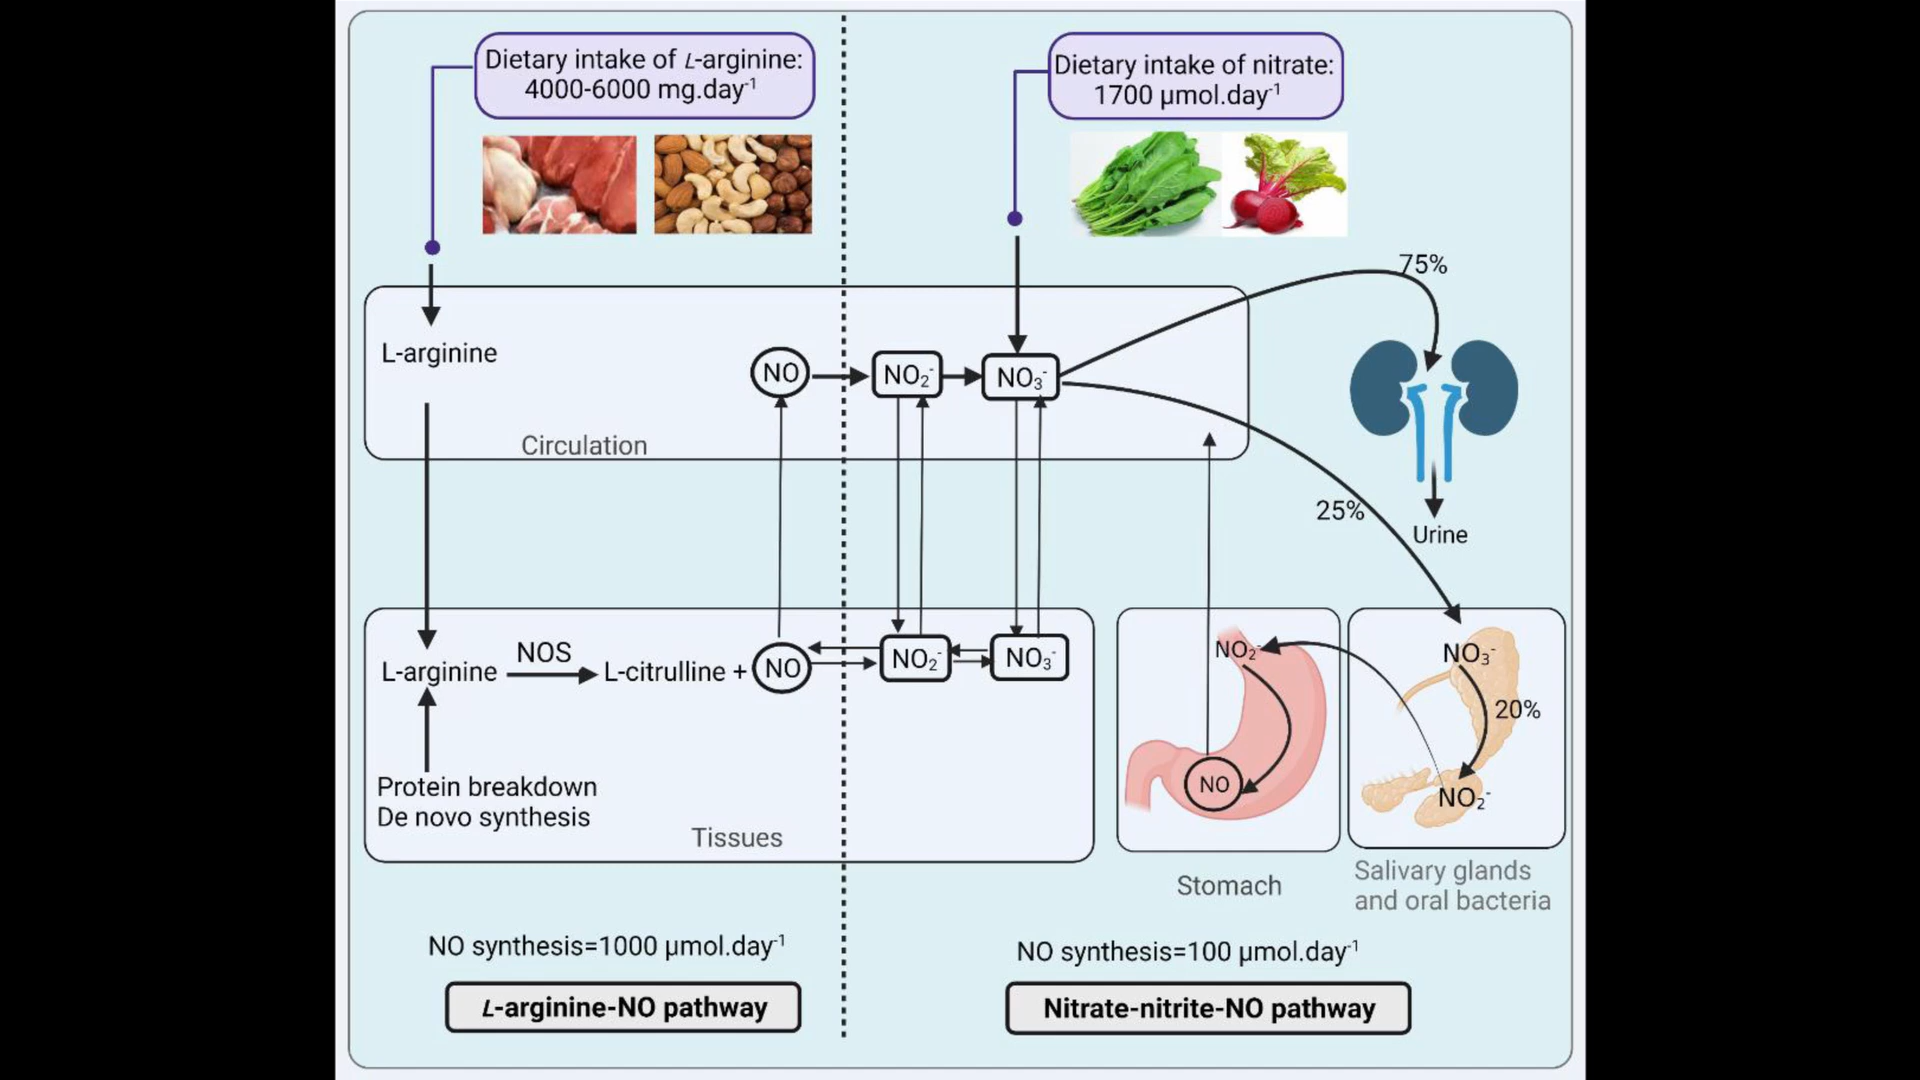 Dietary intake of L-arginine:
4000-6000 mg.day⁻¹
Dietary intake of nitrate:
1700 µmol.day⁻¹
75%
L-arginine
NO
NO₂⁻
NO₃⁻
Circulation
25%
Urine
L-arginine
NOS
L-citrulline +
NO
NO₂⁻
NO₃⁻
Protein breakdown
De novo synthesis
Tissues
NO₂⁻
NO
Stomach
NO₃⁻
20%
NO₂⁻
Salivary glands
and oral bacteria
NO synthesis=1000 µmol.day⁻¹
L-arginine-NO pathway
NO synthesis=100 µmol.day⁻¹
Nitrate-nitrite-NO pathway